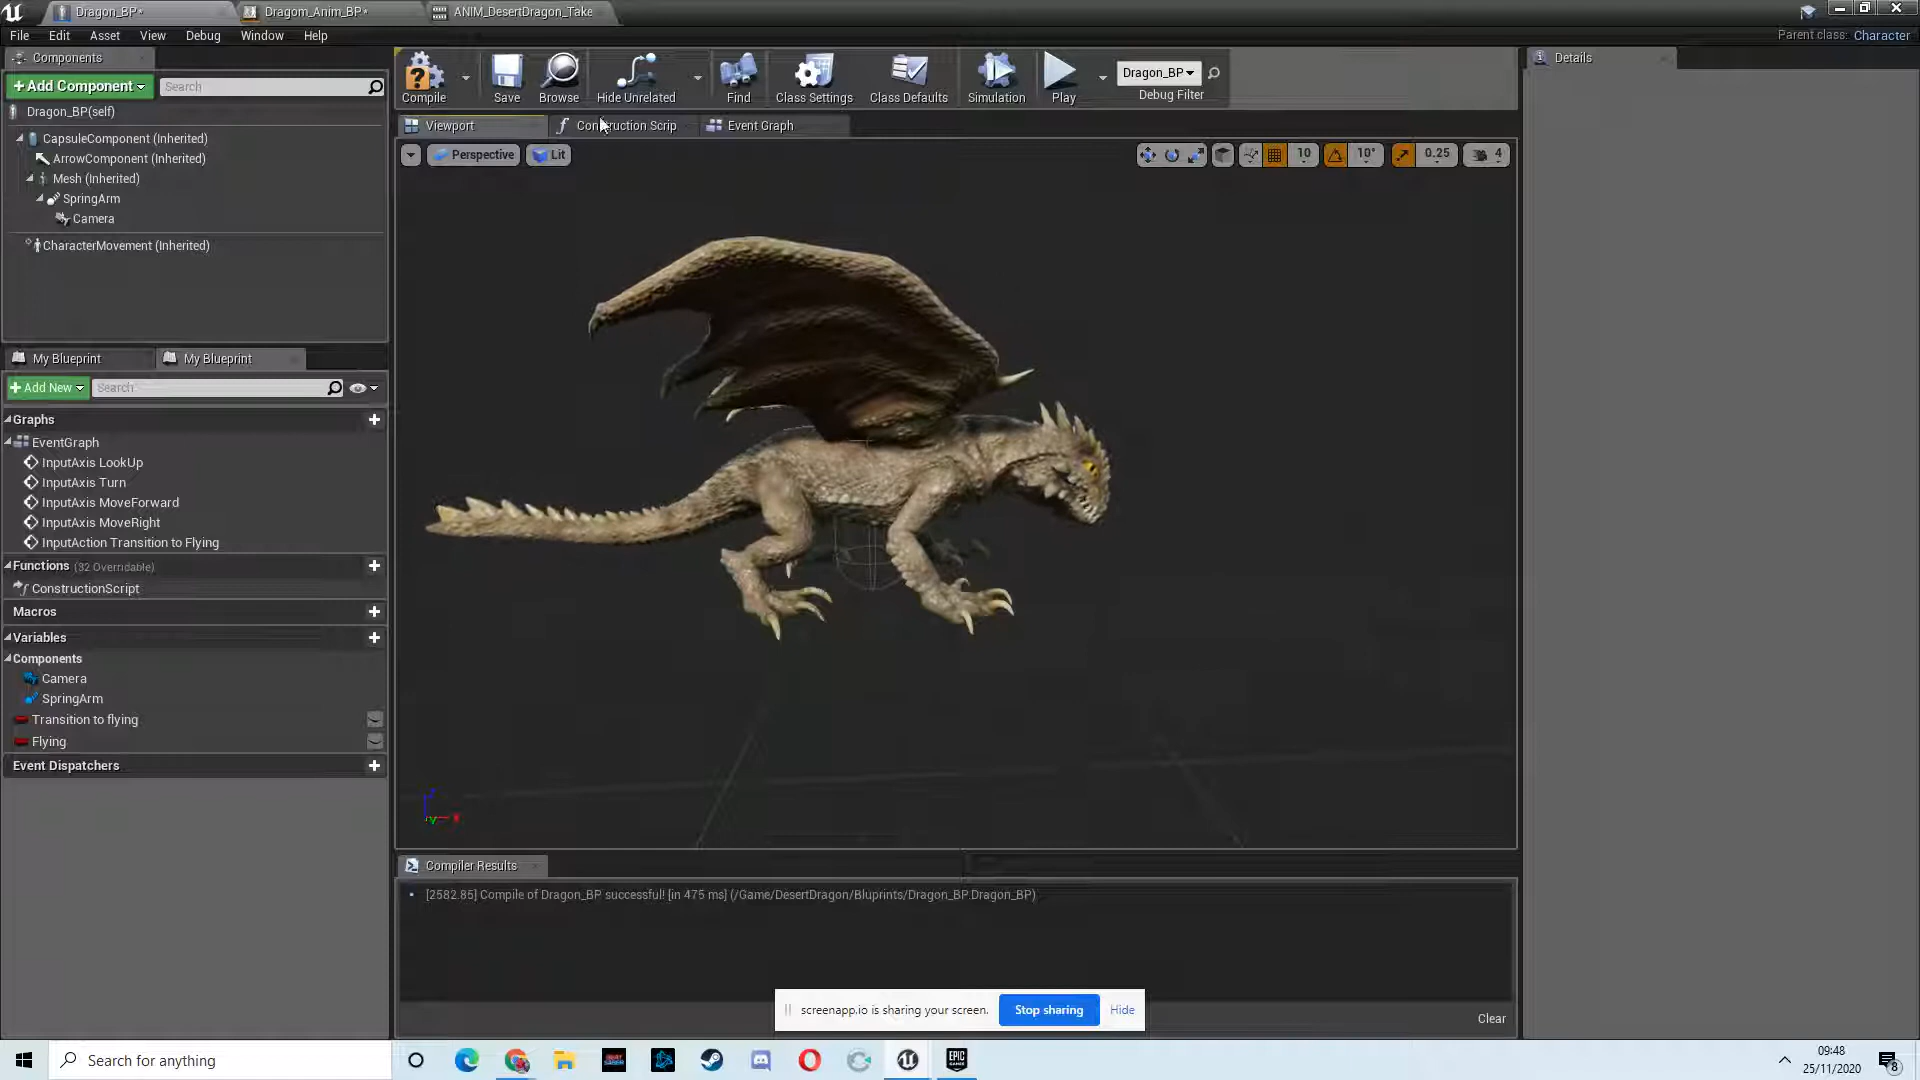 Dragon_BP*
Dragom_Anim_BP*
ANIM_DesertDragon_Take
File Edit Asset View Debug Window Help
Parent class: Character
Components
+Add Component
Search
Dragon_BP(self)
CapsuleComponent (Inherited)
ArrowComponent (Inherited)
Mesh (Inherited)
SpringArm
Camera
CharacterMovement (Inherited)
Compile
Save
Browse
Hide Unrelated
Find
Class Settings
Class Defaults
Simulation
Play
Dragon_BP
Debug Filter
Details
Viewport
Construction Scrip
Event Graph
Perspective
Lit
10
10°
0.25
4
My Blueprint
My Blueprint
+Add New
Search
Graphs
EventGraph
InputAxis LookUp
InputAxis Turn
InputAxis MoveForward
InputAxis MoveRight
InputAction Transition to Flying
Functions (32 Overridable)
ConstructionScript
Macros
Variables
Components
Camera
SpringArm
Transition to flying
Flying
Event Dispatchers
Compiler Results
[2582.85] Compile of Dragon_BP successful! [in 475 ms] (/Game/DesertDragon/Bluprints/Dragon_BP.Dragon_BP)
screenapp.io is sharing your screen.
Stop sharing
Hide
Clear
Search for anything
EPIC
GAMES
09:48
25/11/2020
8